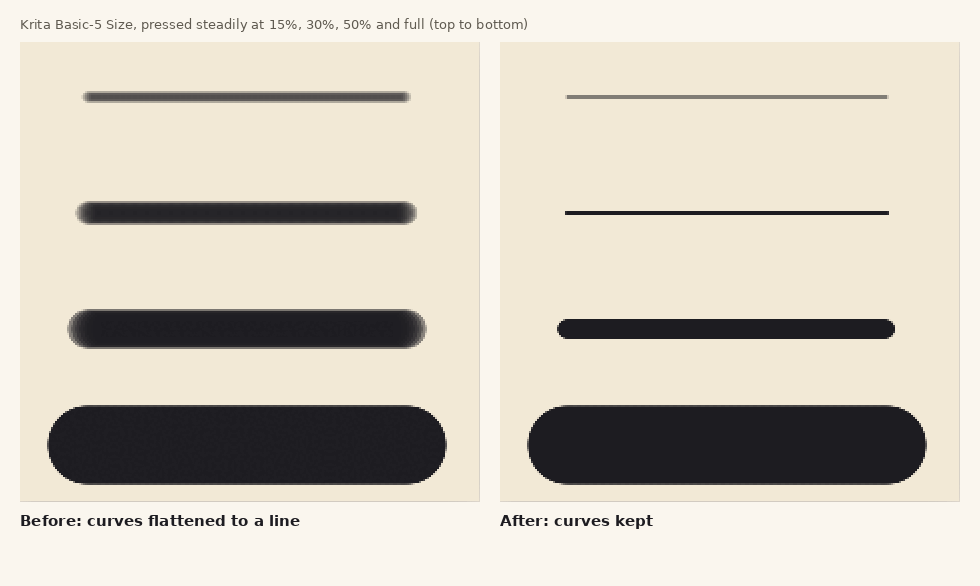 Krita Basic-5 Size, pressed steadily at 15%, 30%, 50% and full (top to bottom)
Before: curves flattened to a line
After: curves kept